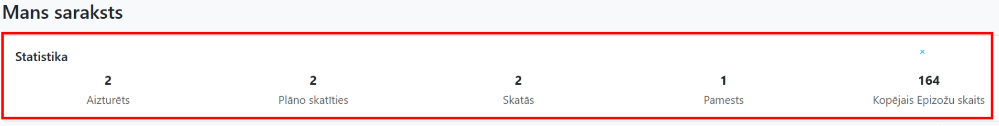 Mans saraksts
Statistika
×
2 2 2 1 164
Aizturēts Plāno skatīties Skatās Pamests Kopējais Epizožu skaits